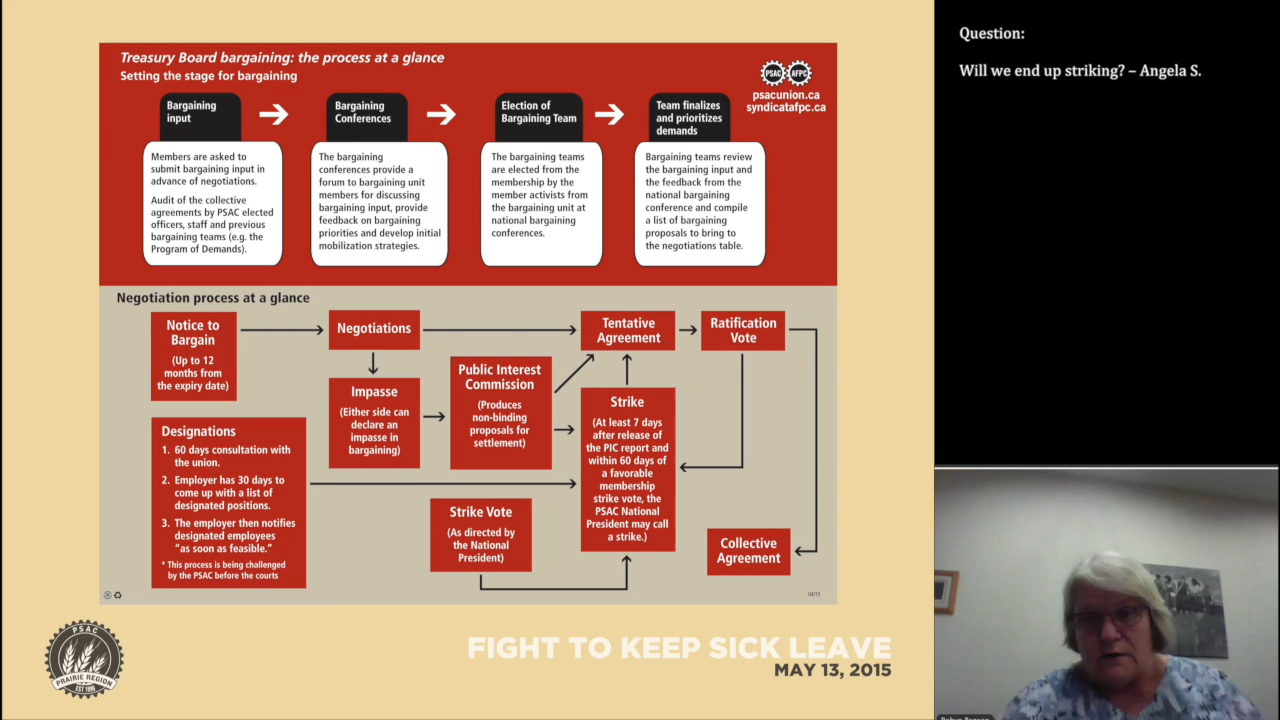 Treasury Board bargaining: the process at a glance
Setting the stage for bargaining
PSAC AFPC
psacunion.ca
syndicatafpc.ca
Bargaining
input
Members are asked to
submit bargaining input in
advance of negotiations.
Audit of the collective
agreements by PSAC elected
officers, staff and previous
bargaining teams (e.g. the
Program of Demands).
Bargaining
Conferences
The bargaining
conferences provide a
forum to bargaining unit
members for discussing
bargaining input, provide
feedback on bargaining
priorities and develop initial
mobilization strategies.
Election of
Bargaining Team
The bargaining teams
are elected from the
membership by the
member activists from
the bargaining unit at
national bargaining
conferences.
Team finalizes
and prioritizes
demands
Bargaining teams review
the bargaining input and
the feedback from the
national bargaining
conference and compile
a list of bargaining
proposals to bring to
the negotiations table.
Negotiation process at a glance
Notice to
Bargain
(Up to 12
months from
the expiry date)
Negotiations
Tentative
Agreement
Ratification
Vote
Impasse
(Either side can
declare an
impasse in
bargaining)
Public Interest
Commission
(Produces
non-binding
proposals for
settlement)
Strike
(At least 7 days
after release of
the PIC report and
within 60 days of
a favorable
membership
strike vote, the
PSAC National
President may call
a strike.)
Designations
1. 60 days consultation with
the union.
2. Employer has 30 days to
come up with a list of
designated positions.
3. The employer then notifies
designated employees
"as soon as feasible."
* This process is being challenged
by the PSAC before the courts
Strike Vote
(As directed by
the National
President)
Collective
Agreement
04/15
PSAC
PRAIRIE REGION
EST 1966
FIGHT TO KEEP SICK LEAVE
MAY 13, 2015
Question:
Will we end up striking? – Angela S.